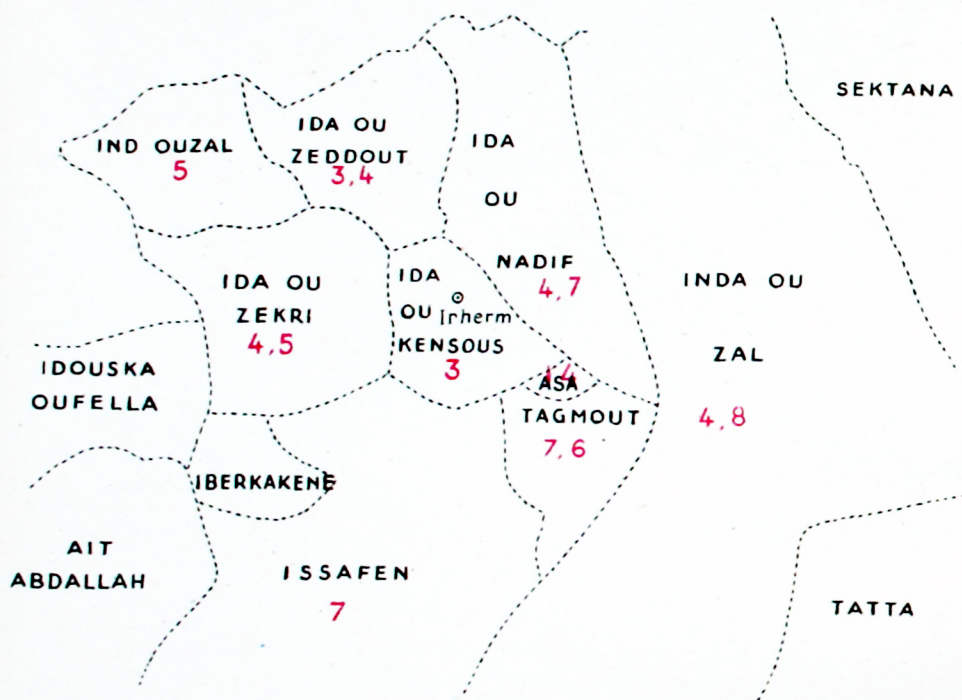 SEKTANA
IND OUZAL
5
IDA OU
ZEDDOUT
3,4
IDA
OU
NADIF
4,7
IDA OU
ZEKRI
4,5
IDA
OU Irherm
KENSOUS
3
INDA OU
ZAL
4,8
IDOUSKA
OUFELLA
ASA
TAGMOUT
7,6
IBERKAKENE
AIT
ABDALLAH
ISSAFEN
7
TATTA